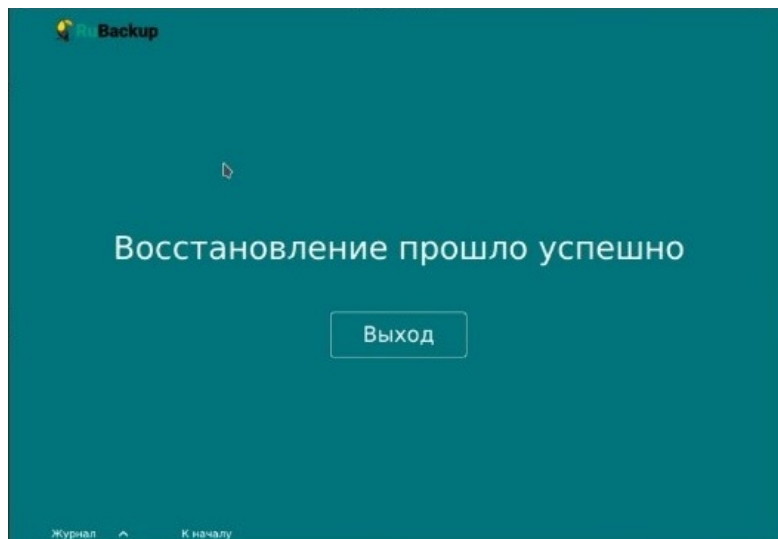 RuBackup
Восстановление прошло успешно
Выход
Журнал
К началу